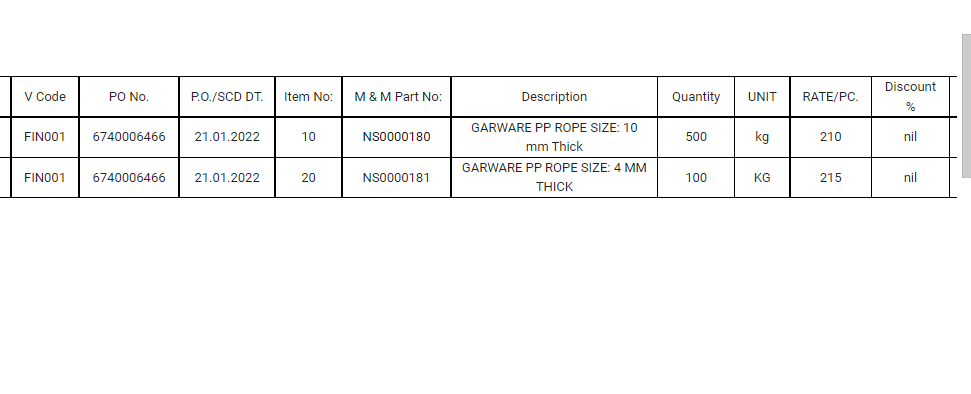 V Code PO No. P.O./SCD DT. Item No: M & M Part No: Description Quantity UNIT RATE/PC. Discount
%
FIN001 6740006466 21.01.2022 10 NS0000180 GARWARE PP ROPE SIZE: 10
mm Thick 500 kg 210 nil
FIN001 6740006466 21.01.2022 20 NS0000181 GARWARE PP ROPE SIZE: 4 MM
THICK 100 KG 215 nil